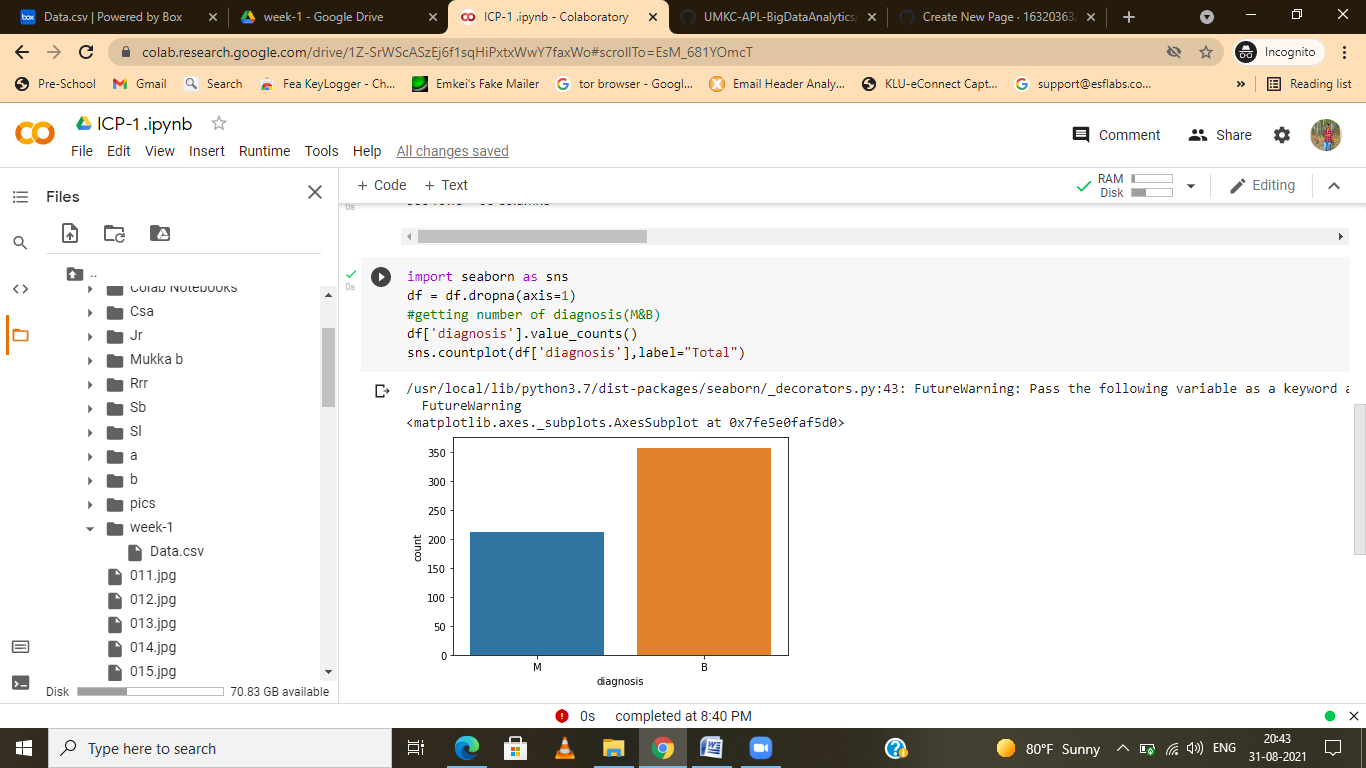 Data.csv | Powered by Box
week-1 - Google Drive
ICP-1 .ipynb - Colaboratory
UMKC-APL-BigDataAnalytics/
Create New Page · 16320363/
colab.research.google.com/drive/1Z-SrWScASzEj6f1sqHiPxtxWwY7faxWo#scrollTo=EsM_681YOmcT
Incognito
Pre-School
Gmail
Search
Fea KeyLogger - Ch...
Emkei's Fake Mailer
tor browser - Googl...
Email Header Analy...
KLU-eConnect Capt...
support@esflabs.co...
»
Reading list
ICP-1 .ipynb
Comment
Share
File Edit View Insert Runtime Tools Help All changes saved
Files
+ Code + Text
RAM
Disk
Editing
0s
..
Colab Notebooks
Csa
Jr
Mukka b
Rrr
Sb
Sl
a
b
pics
week-1
Data.csv
011.jpg
012.jpg
013.jpg
014.jpg
015.jpg
Disk 70.83 GB available
0s
import seaborn as sns
df = df.dropna(axis=1)
#getting number of diagnosis(M&B)
df['diagnosis'].value_counts()
sns.countplot(df['diagnosis'],label="Total")
/usr/local/lib/python3.7/dist-packages/seaborn/_decorators.py:43: FutureWarning: Pass the following variable as a keyword a
FutureWarning
<matplotlib.axes._subplots.AxesSubplot at 0x7fe5e0faf5d0>
350
300
250
200
150
100
50
0
count
M B
diagnosis
0s completed at 8:40 PM
box
Type here to search
80°F Sunny
ENG
20:43
31-08-2021